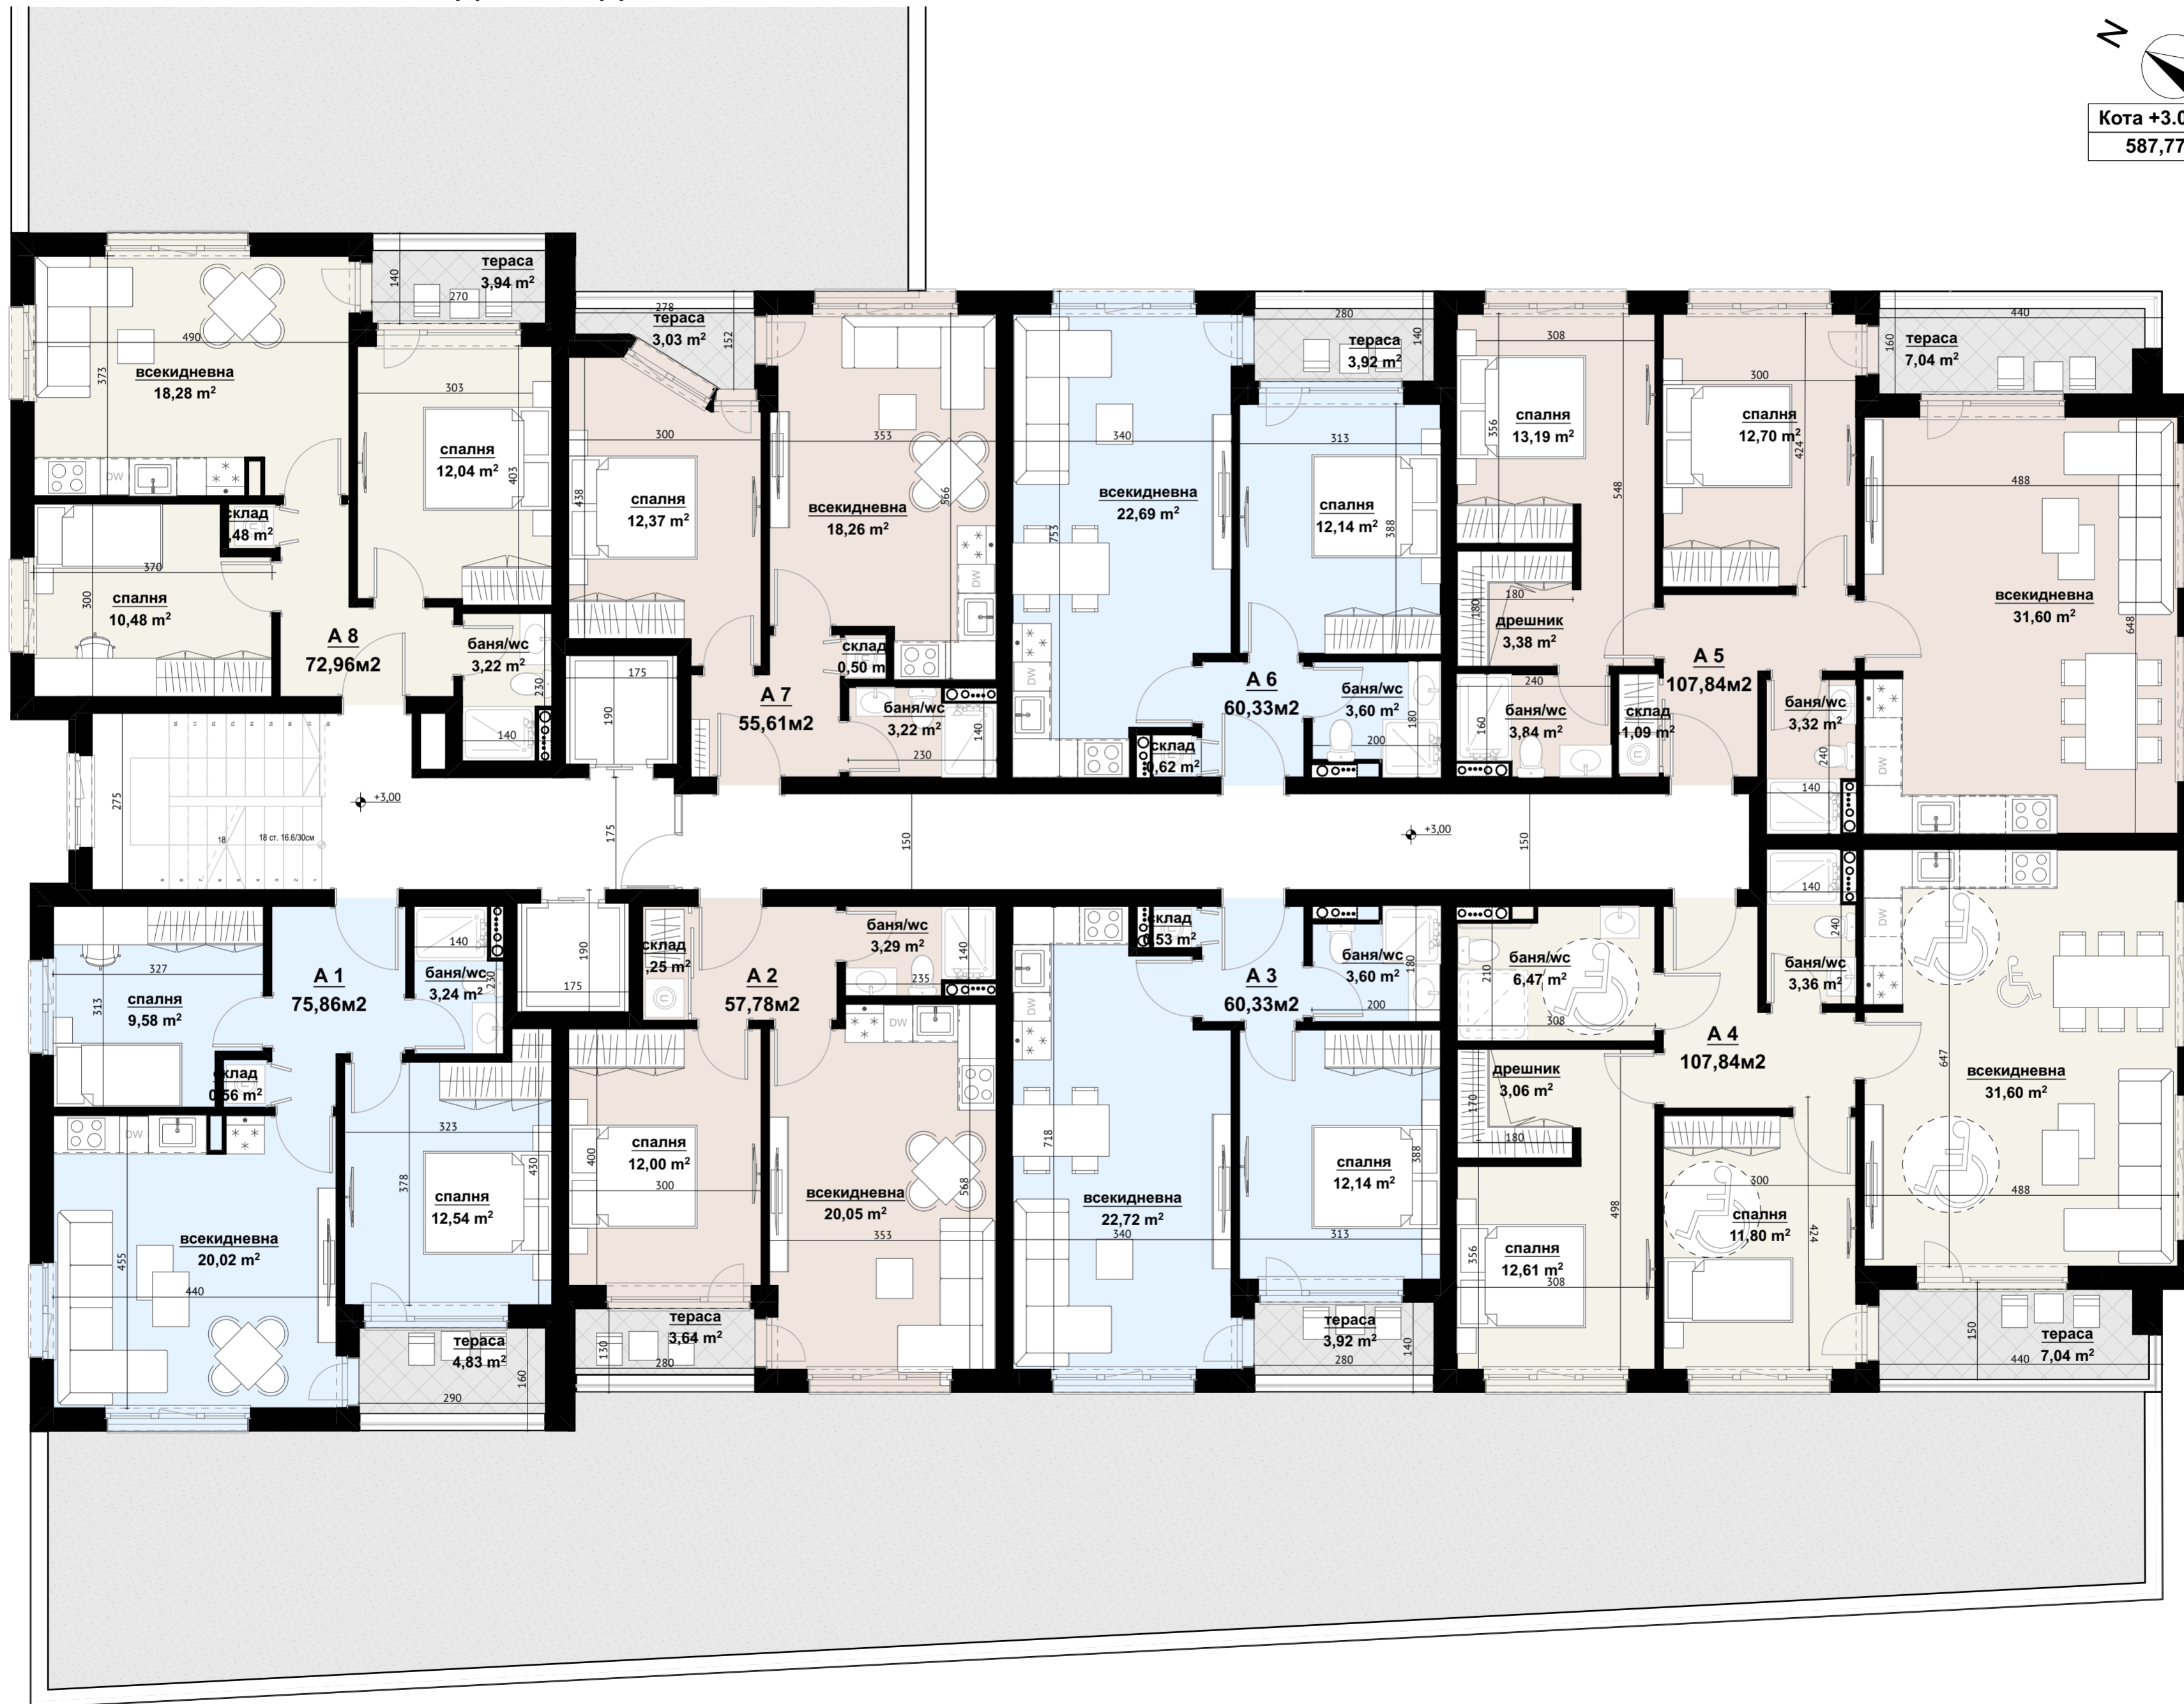 N
Кота +3.0
587,77
тераса
3,94 m²
140
270
490
373
всекидневна
18,28 m²
303
спалня
12,04 m²
403
DW
склад
,48 m²
370
300
спалня
10,48 m²
А 8
72,96м2
баня/wc
3,22 m²
230
140
278
тераса
3,03 m²
152
300
438
спалня
12,37 m²
353
всекидневна
18,26 m²
566
DW
склад
0,50 m
175
190
А 7
55,61м2
баня/wc
3,22 m²
140
230
280
тераса
3,92 m²
140
340
313
всекидневна
22,69 m²
753
спалня
12,14 m²
388
DW
А 6
60,33м2
баня/wc
3,60 m²
180
200
склад
0,62 m²
308
356
спалня
13,19 m²
548
300
спалня
12,70 m²
424
440
160
тераса
7,04 m²
488
всекидневна
31,60 m²
648
180
180
дрешник
3,38 m²
240
160
баня/wc
3,84 m²
склад
1,09 m²
А 5
107,84м2
баня/wc
3,32 m²
240
140
DW
275
+3,00
18
18 ст. 16.6/30см
175
150
+3,00
150
327
313
спалня
9,58 m²
А 1
75,86м2
140
баня/wc
3,24 m²
230
190
175
склад
,25 m²
А 2
57,78м2
баня/wc
3,29 m²
140
235
DW
склад
0,53 m²
А 3
60,33м2
баня/wc
3,60 m²
180
200
DW
210
баня/wc
6,47 m²
308
140
240
баня/wc
3,36 m²
DW
А 4
107,84м2
647
всекидневна
31,60 m²
488
склад
0,56 m²
DW
323
378
430
спалня
12,54 m²
всекидневна
20,02 m²
455
440
тераса
4,83 m²
160
290
400
спалня
12,00 m²
300
всекидневна
20,05 m²
568
353
тераса
3,64 m²
130
280
718
всекидневна
22,72 m²
340
388
спалня
12,14 m²
313
тераса
3,92 m²
140
280
дрешник
3,06 m²
170
180
498
356
спалня
12,61 m²
308
300
спалня
11,80 m²
424
150
тераса
7,04 m²
440